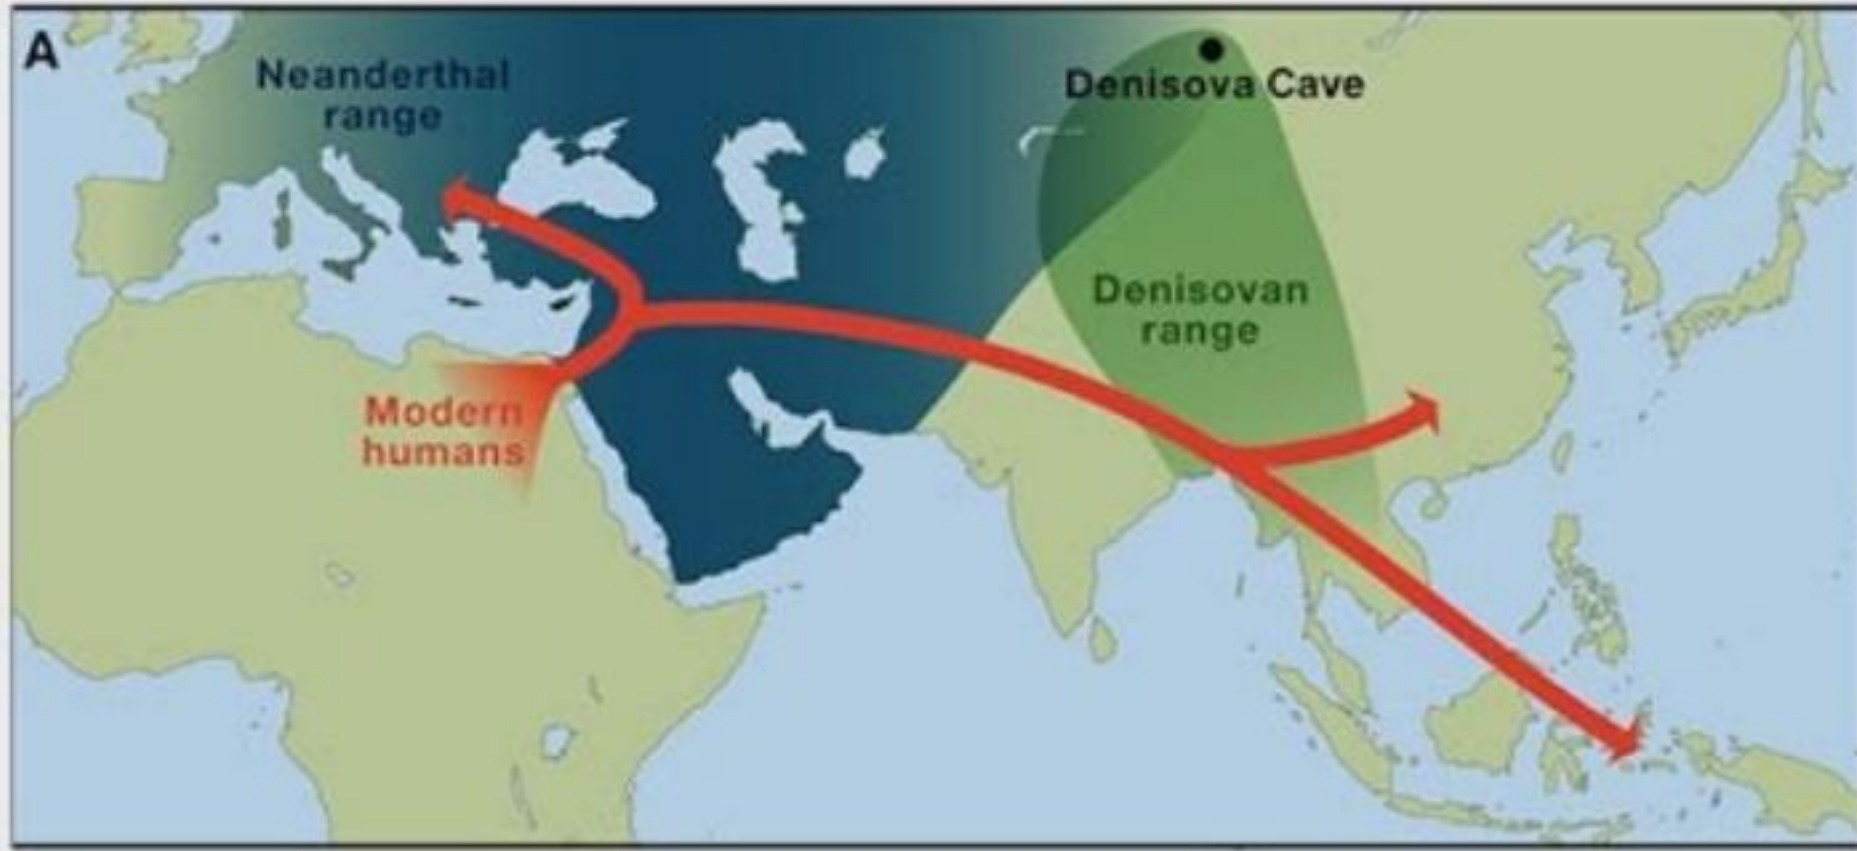 A
Neanderthal
range
Denisova Cave
Denisovan
range
Modern
humans